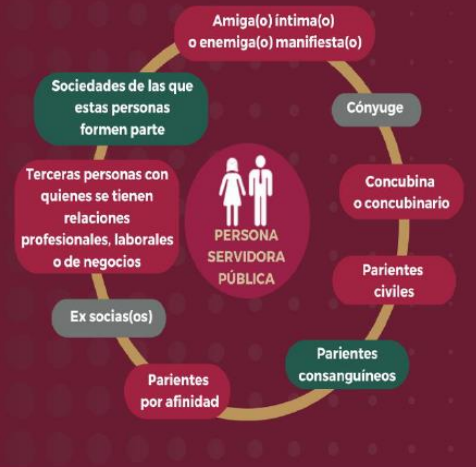 Amiga(o) íntima(o)
o enemiga(o) manifiesta(o)
Cónyuge
Concubina
o concubinario
Parientes
civiles
Parientes
consanguíneos
Parientes
por afinidad
Ex socias(os)
Terceras personas con
quienes se tienen
relaciones
profesionales, laborales
o de negocios
Sociedades de las que
estas personas
formen parte
PERSONA
SERVIDORA
PÚBLICA